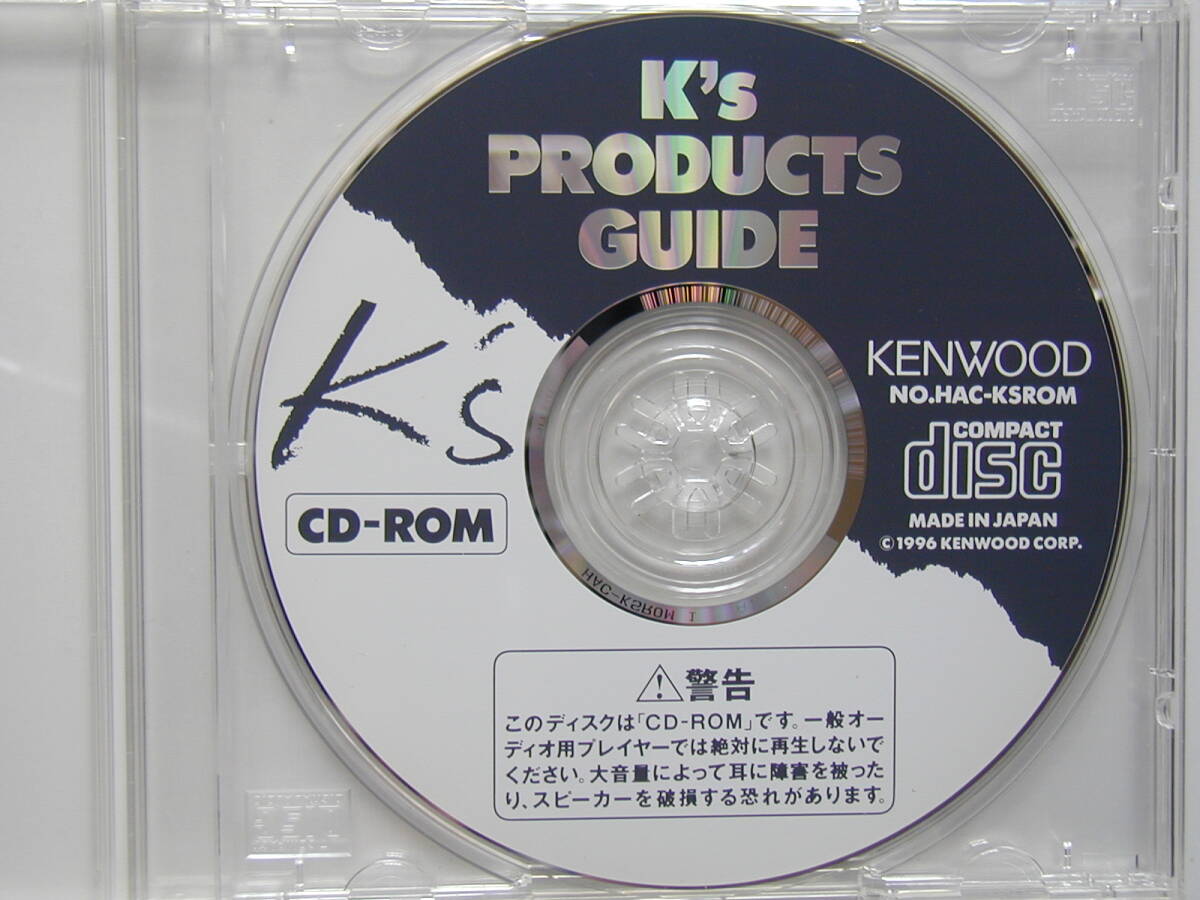 K's
PRODUCTS
GUIDE
K's
CD-ROM
KENWOOD
NO.HAC-KSROM
COMPACT
disc
MADE IN JAPAN
©1996 KENWOOD CORP.
HAC-KSROM 1
警告
このディスクは「CD-ROM」です。一般オー
ディオ用プレイヤーでは絶対に再生しないで
ください。大音量によって耳に障害を被った
り、スピーカーを破損する恐れがあります。